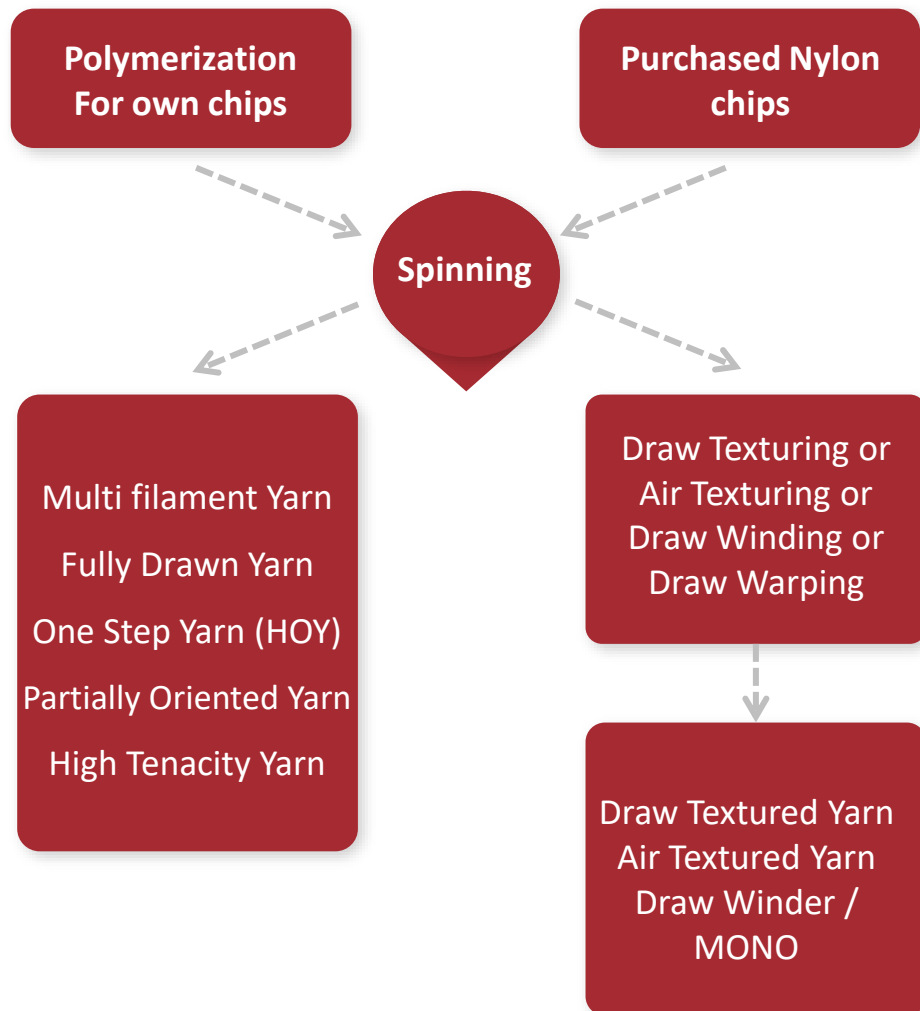 Polymerization
For own chips
Purchased Nylon
chips
Spinning
Multi filament Yarn
Fully Drawn Yarn
One Step Yarn (HOY)
Partially Oriented Yarn
High Tenacity Yarn
Draw Texturing or
Air Texturing or
Draw Winding or
Draw Warping
Draw Textured Yarn
Air Textured Yarn
Draw Winder /
MONO